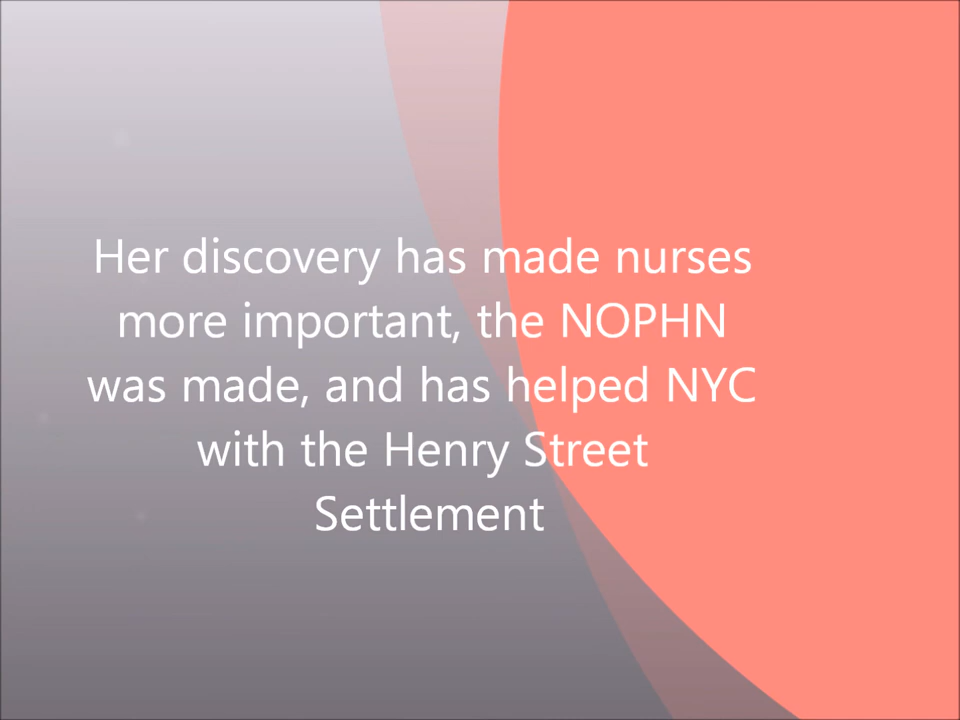 Her discovery has made nurses
more important, the NOPHN
was made, and has helped NYC
with the Henry Street
Settlement